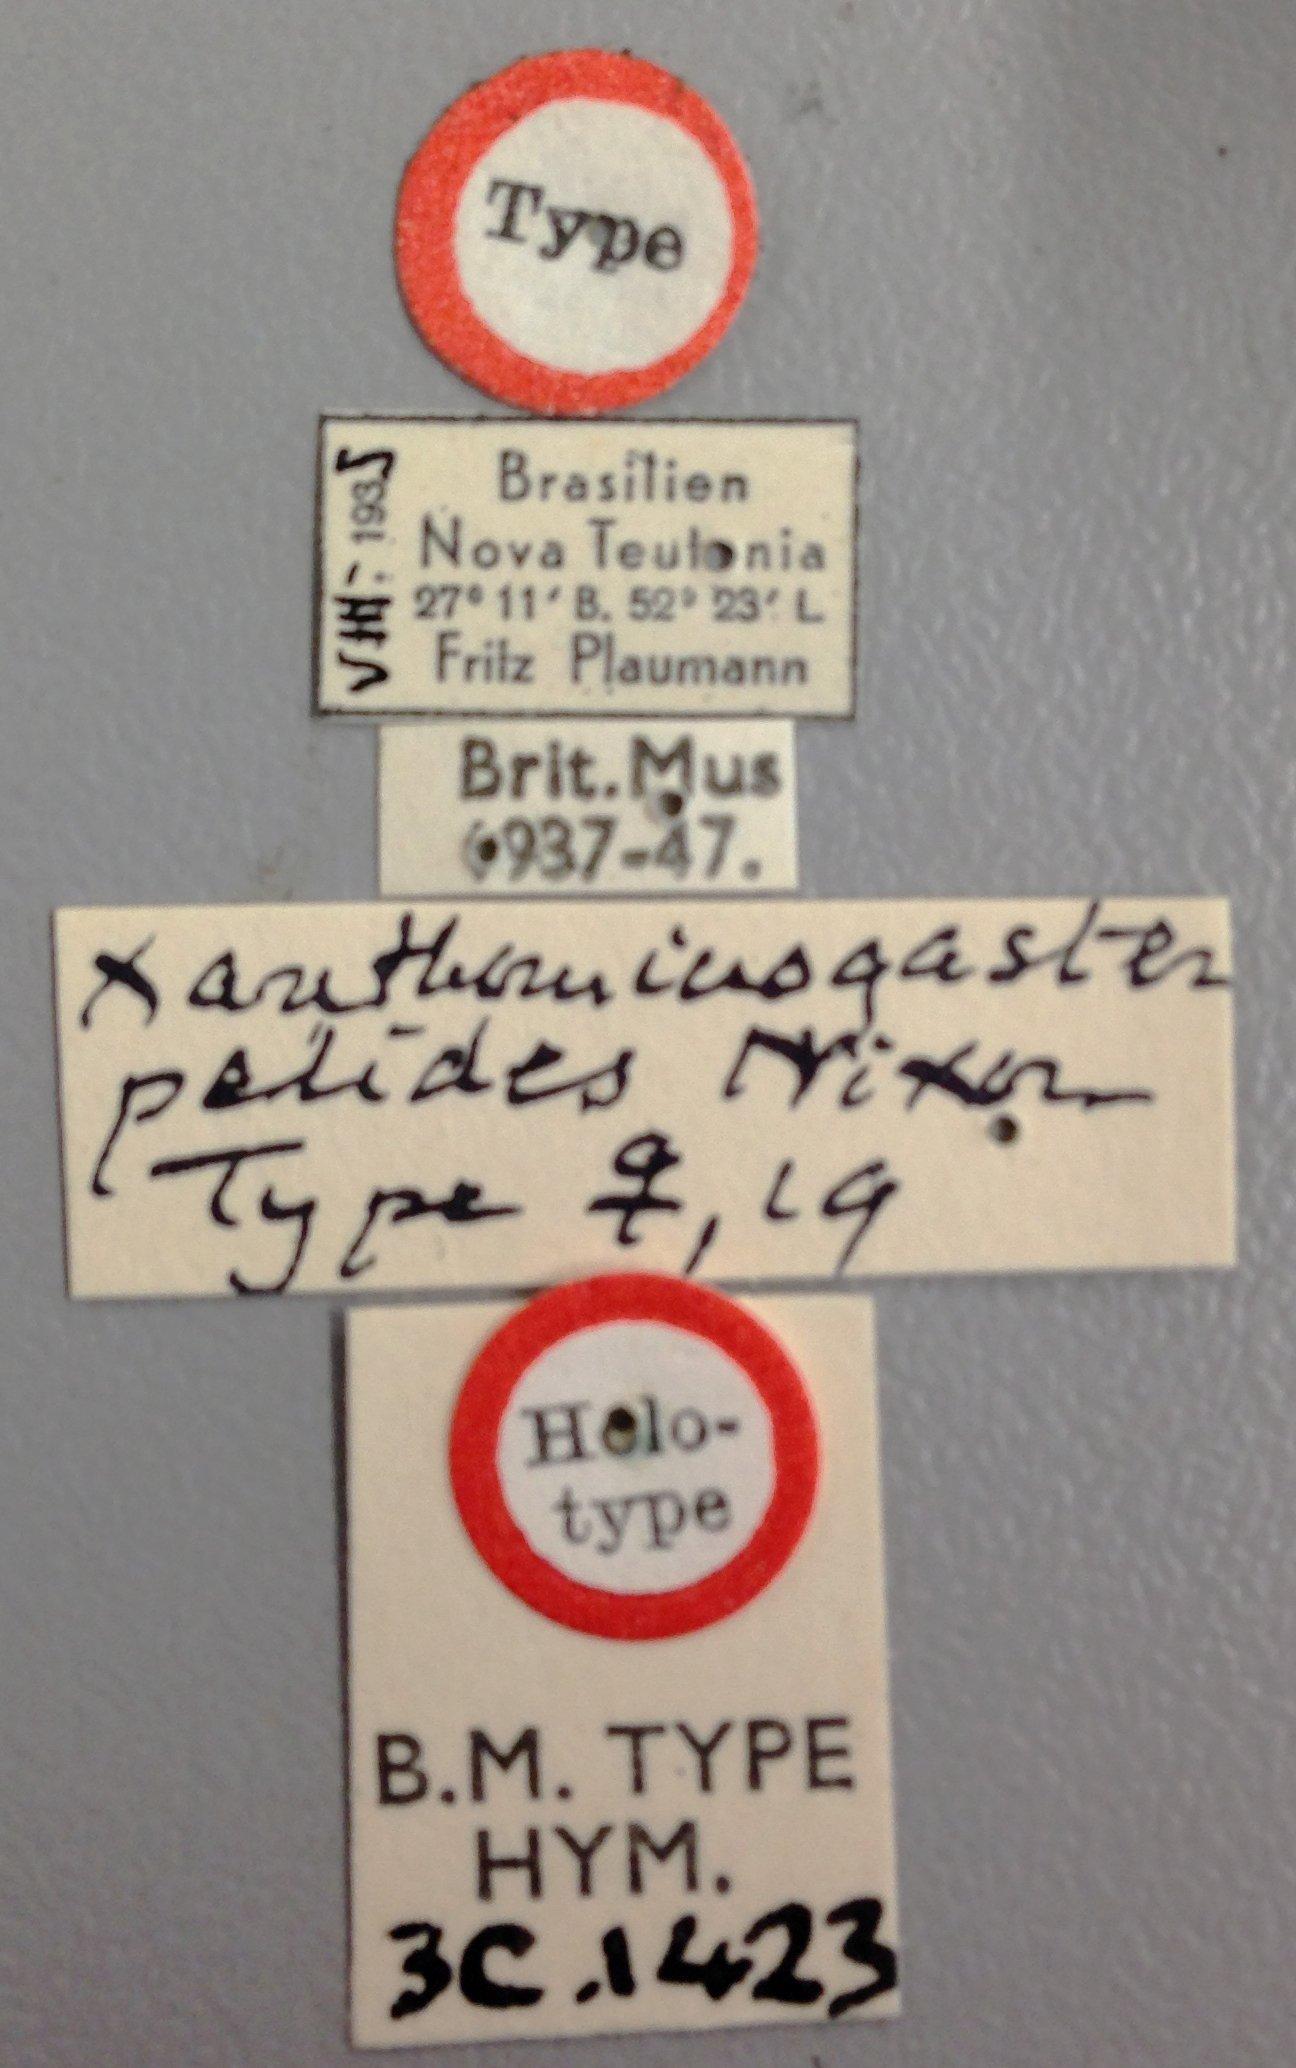 Type
VIII. 1935
Brasilien
Nova Teutonia
27° 11' B. 52° 23' L
Fritz Plaumann
Brit. Mus
1937-47.
Xanthomicrogaster
pelides Nixon
Type ♀, 19
Holo-
type
B.M. TYPE
HYM.
3C.1423